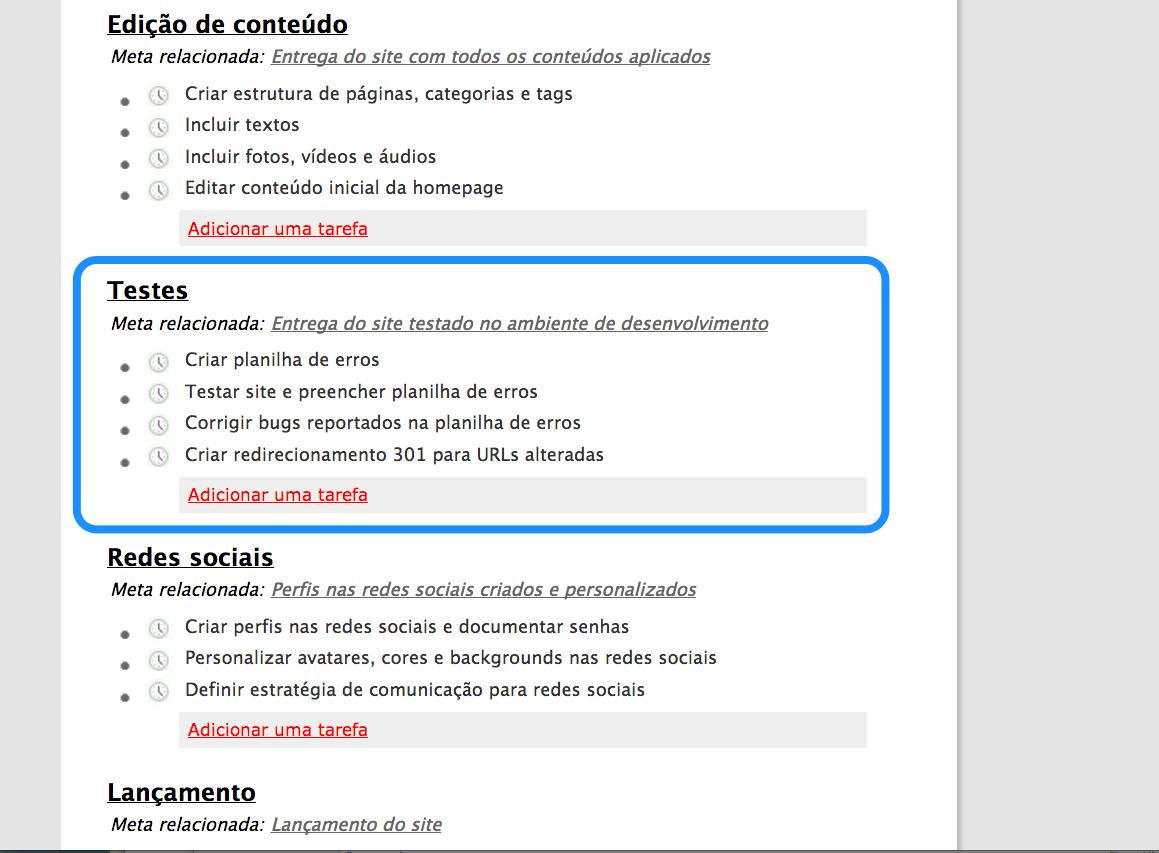 Edição de conteúdo
Meta relacionada: Entrega do site com todos os conteúdos aplicados
Criar estrutura de páginas, categorias e tags
Incluir textos
Incluir fotos, vídeos e áudios
Editar conteúdo inicial da homepage
Adicionar uma tarefa
Testes
Meta relacionada: Entrega do site testado no ambiente de desenvolvimento
Criar planilha de erros
Testar site e preencher planilha de erros
Corrigir bugs reportados na planilha de erros
Criar redirecionamento 301 para URLs alteradas
Adicionar uma tarefa
Redes sociais
Meta relacionada: Perfis nas redes sociais criados e personalizados
Criar perfis nas redes sociais e documentar senhas
Personalizar avatares, cores e backgrounds nas redes sociais
Definir estratégia de comunicação para redes sociais
Adicionar uma tarefa
Lançamento
Meta relacionada: Lançamento do site